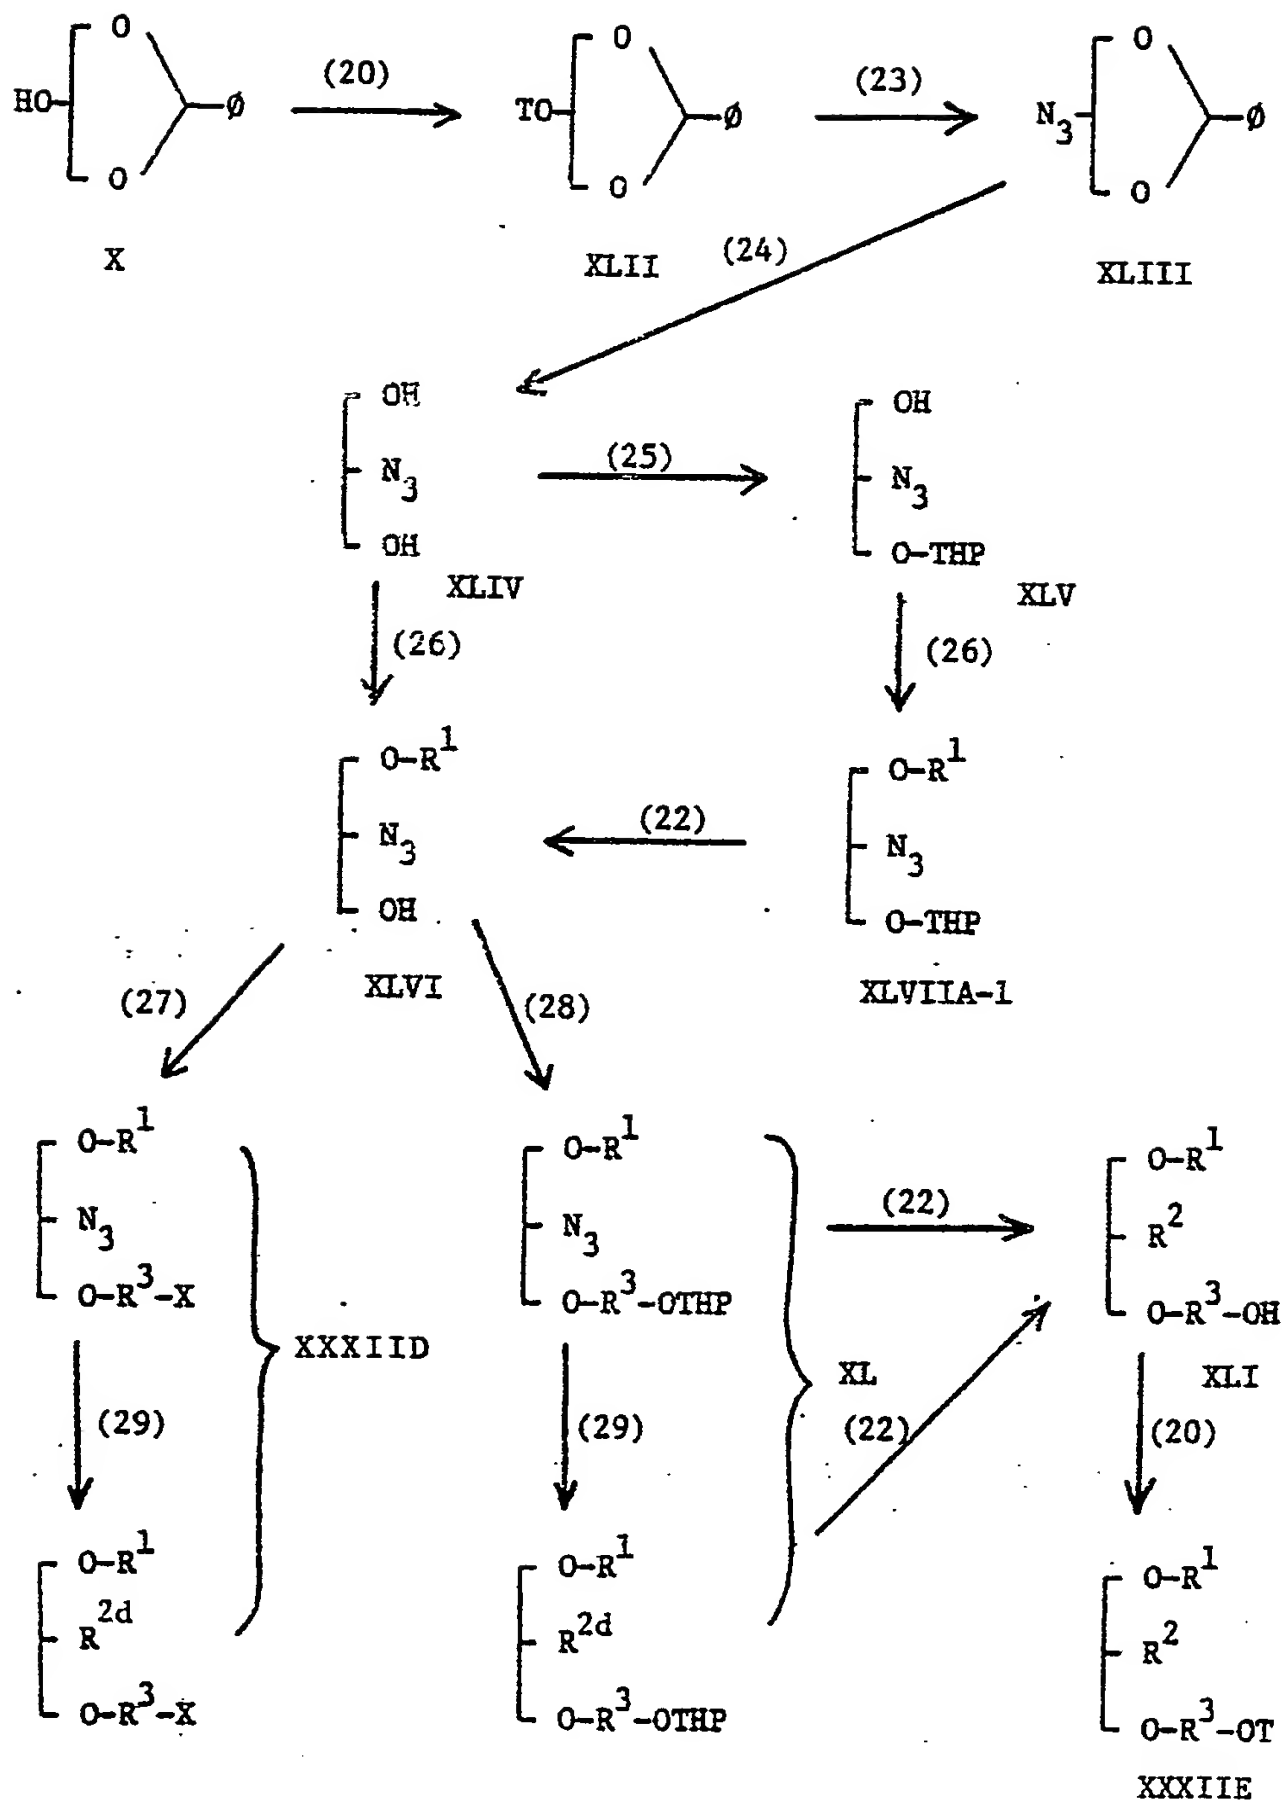 O O O
HO (20) TO (23) N3
Ø Ø Ø
O O O
X XLII (24) XLIII
OH OH
N3 (25) N3
OH O-THP
XLIV XLV
(26) (26)
O-R1 O-R1
N3 (22) N3
OH O-THP
XLVI XLVIIA-1
(27) (28)
O-R1 O-R1 O-R1
N3 N3 (22) R2
O-R3-X O-R3-OTHP O-R3-OH
XXXIID XL XLI
(29) (29) (22) (20)
O-R1 O-R1 O-R1
R2d R2d R2
O-R3-X O-R3-OTHP O-R3-OT
XXXIIE